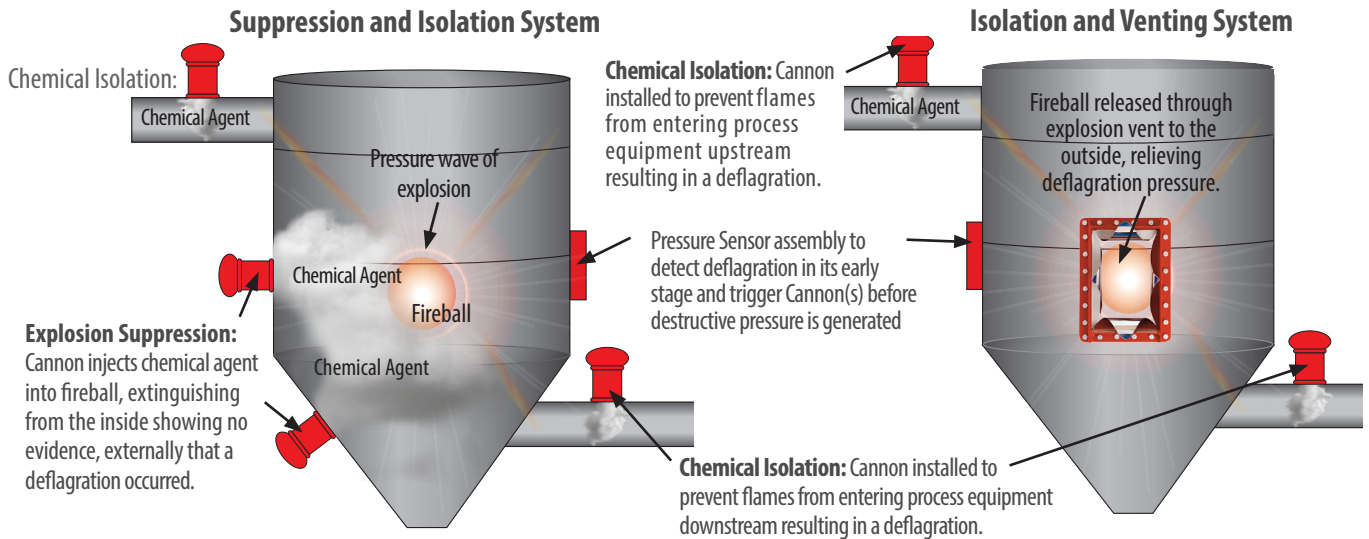 Suppression and Isolation System
Chemical Isolation:
Chemical Agent
Pressure wave of
explosion
Chemical Agent
Fireball
Chemical Agent
Explosion Suppression:
Cannon injects chemical agent
into fireball, extinguishing
from the inside showing no
evidence, externally that a
deflagration occurred.
Chemical Isolation: Cannon
installed to prevent flames
from entering process
equipment upstream
resulting in a deflagration.
Pressure Sensor assembly to
detect deflagration in its early
stage and trigger Cannon(s) before
destructive pressure is generated
Chemical Isolation: Cannon installed to
prevent flames from entering process equipment
downstream resulting in a deflagration.
Isolation and Venting System
Chemical Agent
Fireball released through
explosion vent to the
outside, relieving
deflagration pressure.